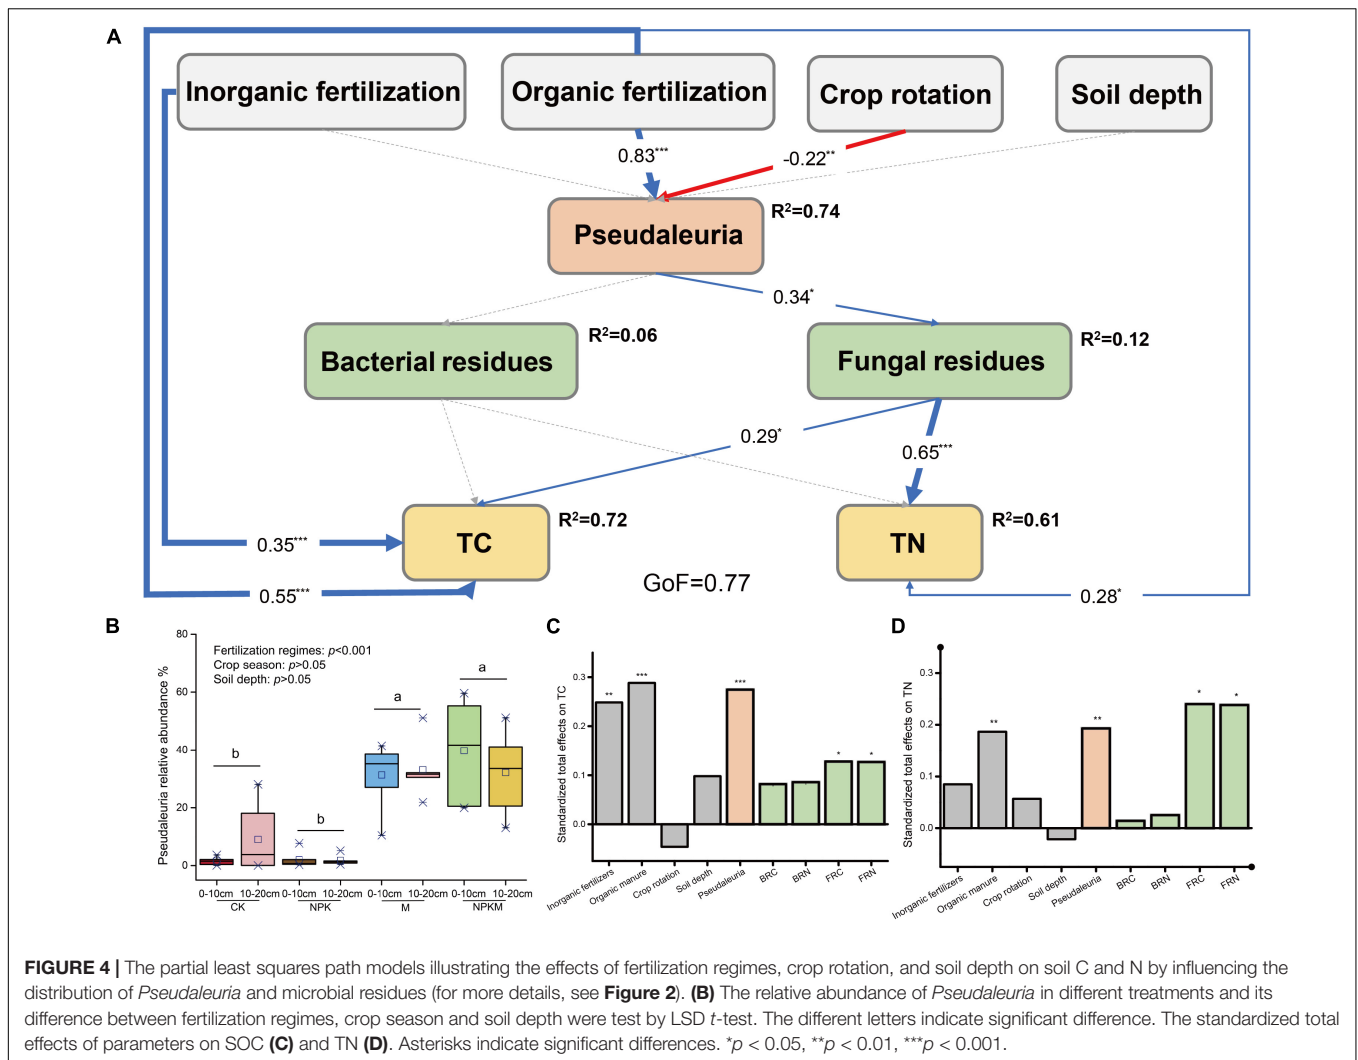 A
Inorganic fertilization
Organic fertilization
Crop rotation
Soil depth
0.83***
-0.22**
Pseudaleuria
R²=0.74
0.34*
Bacterial residues
R²=0.06
Fungal residues
R²=0.12
0.29*
0.65***
TC
R²=0.72
TN
R²=0.61
0.35***
0.55***
GoF=0.77
0.28*
B
Pseudaleuria relative abundance %
80
60
40
20
0
Fertilization regimes: p<0.001
Crop season: p>0.05
Soil depth: p>0.05
b
b
a
a
0-10cm 10-20cm 0-10cm 10-20cm 0-10cm 10-20cm 0-10cm 10-20cm
CK NPK M NPKM
C
Standardized total effects on TC
0.3
0.2
0.1
0.0
** *** *** * *
Inorganic fertilizers
Organic manure
Crop rotation
Soil depth
Pseudaleuria
BRC
BRN
FRC
FRN
D
Standardized total effects on TN
0.3
0.2
0.1
0.0
** ** * *
Inorganic fertilizers
Organic manure
Crop rotation
Soil depth
Pseudaleuria
BRC
BRN
FRC
FRN
FIGURE 4 | The partial least squares path models illustrating the effects of fertilization regimes, crop rotation, and soil depth on soil C and N by influencing the
distribution of Pseudaleuria and microbial residues (for more details, see Figure 2). (B) The relative abundance of Pseudaleuria in different treatments and its
difference between fertilization regimes, crop season and soil depth were test by LSD t-test. The different letters indicate significant difference. The standardized total
effects of parameters on SOC (C) and TN (D). Asterisks indicate significant differences. *p < 0.05, **p < 0.01, ***p < 0.001.